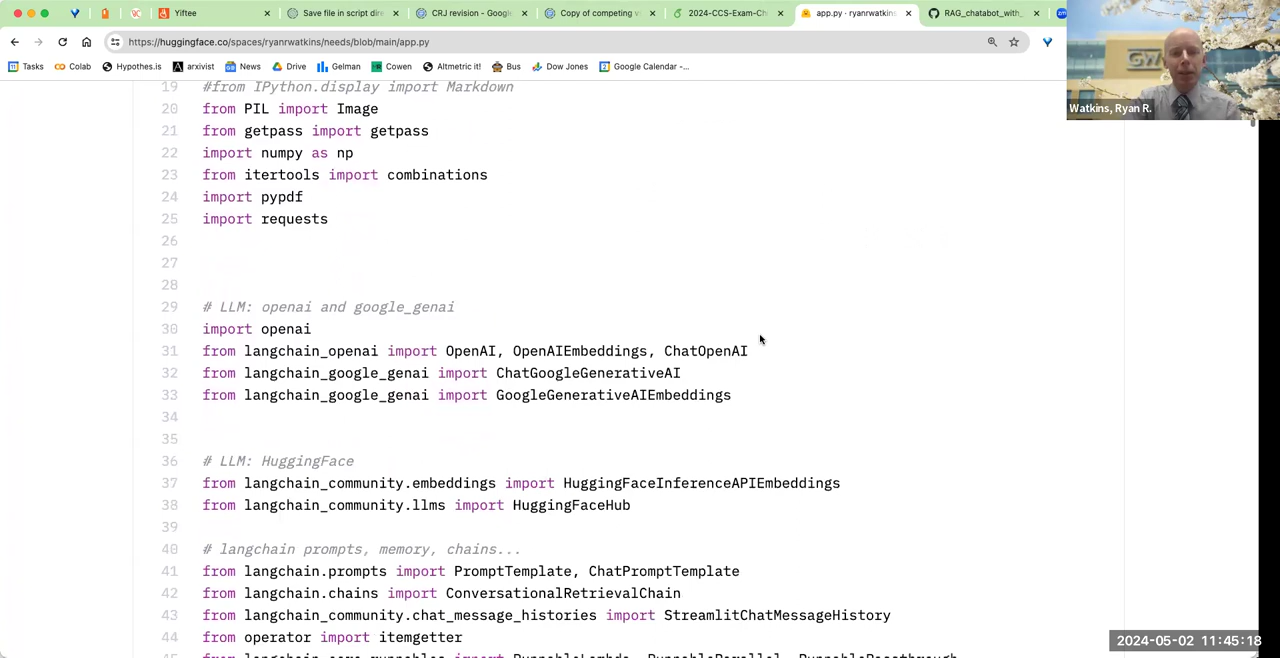 Yiftee
Save file in script dire
CRJ revision - Google
Copy of competing v
2024-CCS-Exam-Ch
app.py · ryanrwatkins
RAG_chatabot_with_
https://huggingface.co/spaces/ryanrwatkins/needs/blob/main/app.py
Tasks Colab Hypothes.is arxivist News Drive Gelman Cowen Altmetric it! Bus Dow Jones Google Calendar -...
GW
Watkins, Ryan R.
19 #from IPython.display import Markdown
20 from PIL import Image
21 from getpass import getpass
22 import numpy as np
23 from itertools import combinations
24 import pypdf
25 import requests
26
27
28
29 # LLM: openai and google_genai
30 import openai
31 from langchain_openai import OpenAI, OpenAIEmbeddings, ChatOpenAI
32 from langchain_google_genai import ChatGoogleGenerativeAI
33 from langchain_google_genai import GoogleGenerativeAIEmbeddings
34
35
36 # LLM: HuggingFace
37 from langchain_community.embeddings import HuggingFaceInferenceAPIEmbeddings
38 from langchain_community.llms import HuggingFaceHub
39
40 # langchain prompts, memory, chains...
41 from langchain.prompts import PromptTemplate, ChatPromptTemplate
42 from langchain.chains import ConversationalRetrievalChain
43 from langchain_community.chat_message_histories import StreamlitChatMessageHistory
44 from operator import itemgetter
2024-05-02 11:45:18